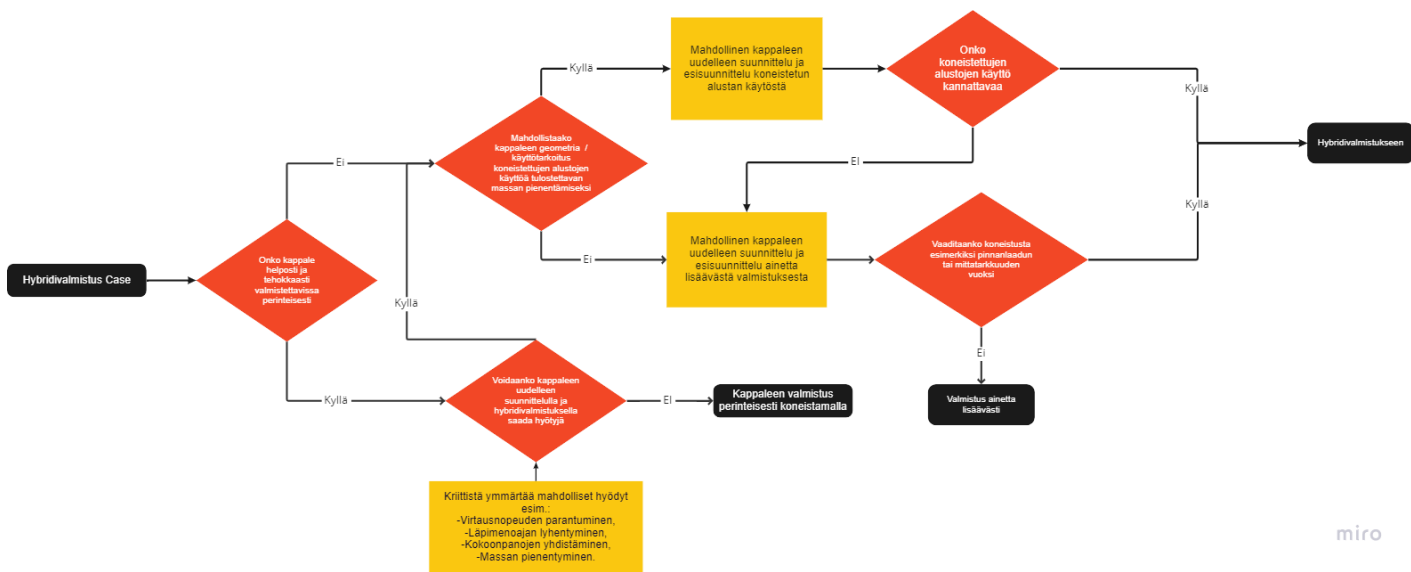 Hybridivalmistus Case
Onko kappale
helposti ja
tehokkaasti
valmistettavissa
perinteisesti
Ei
Kyllä
Mahdollistaako
kappaleen geometria /
käyttötarkoitus
koneistettujen alustojen
käyttöä tulostettavan
massan pienentämiseksi
Kyllä
Ei
Mahdollinen kappaleen
uudelleen suunnittelu ja
esisuunnittelu koneistetun
alustan käytöstä
Onko
koneistettujen
alustojen käyttö
kannattavaa
Kyllä
EI
Mahdollinen kappaleen
uudelleen suunnittelu ja
esisuunnittelu ainetta
lisäävästä valmistuksesta
Vaaditaanko koneistusta
esimerkiksi pinnanlaadun
tai mittatarkkuuden
vuoksi
Kyllä
Ei
Hybridivalmistukseen
Valmistus ainetta
lisäävästi
Kyllä
Voidaanko kappaleen
uudelleen
suunnittelulla ja
hybridivalmistuksella
saada hyötyjä
EI
Kappaleen valmistus
perinteisesti koneistamalla
Kriittistä ymmärtää mahdolliset hyödyt
esim.:
-Virtausnopeuden parantuminen,
-Läpimenoajan lyhentyminen,
-Kokoonpanojen yhdistäminen,
-Massan pienentyminen.
miro